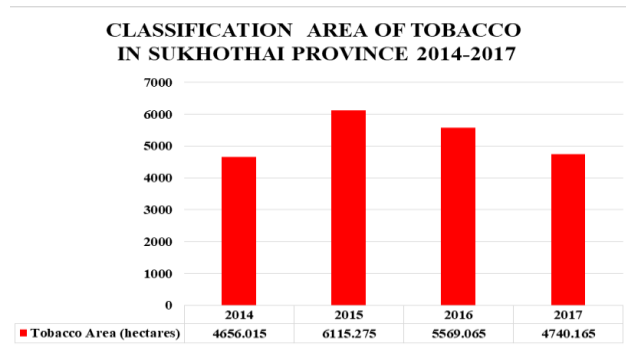 CLASSIFICATION AREA OF TOBACCO
IN SUKHOTHAI PROVINCE 2014-2017
7000
6000
5000
4000
3000
2000
1000
0
2014 2015 2016 2017
Tobacco Area (hectares) 4656.015 6115.275 5569.065 4740.165